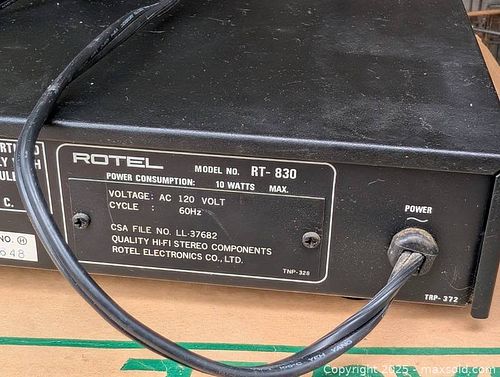 ROTEL MODEL NO. RT-830
POWER CONSUMPTION: 10 WATTS MAX.
VOLTAGE: AC 120 VOLT
CYCLE : 60Hz
CSA FILE NO. LL-37682
QUALITY HI-FI STEREO COMPONENTS
ROTEL ELECTRONICS CO., LTD.
TNP-328
POWER
TRP-372
C.
NO. H
Copyright © 2025 - maxsold.com